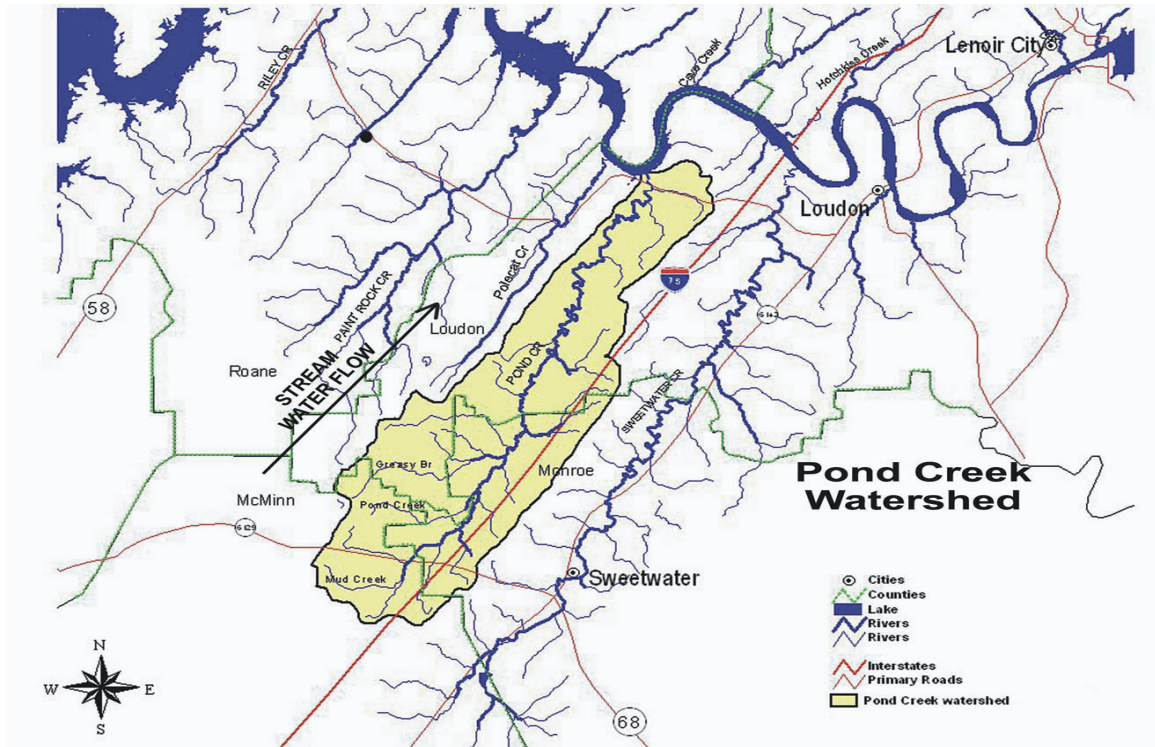 Lenoir City
Cave Creek
Hotchkiss Creek
RILEY CR
Loudon
Polecat Cr
75
PAINT ROCK CR
58
Loudon
STREAM
WATER FLOW
Roane
POND CR
SWEETWATER CR
Greasy Br
Monroe
Pond Creek
Watershed
McMinn
Pond Creek
Mud Creek
Sweetwater
Cities
Counties
Lake
Rivers
Rivers
Interstates
Primary Roads
Pond Creek watershed
N
W
E
S
68